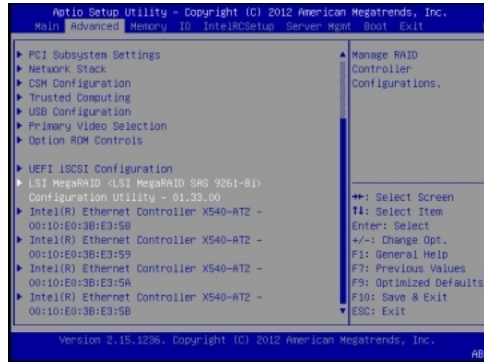 Aptio Setup Utility - Copyright (C) 2012 American Megatrends, Inc.
Main Advanced Memory IO IntelRCSetup Server Mgmt Boot Exit
PCI Subsystem Settings
Network Stack
CSM Configuration
Trusted Computing
USB Configuration
Primary Video Selection
Option ROM Controls
UEFI iSCSI Configuration
LSI MegaRAID <LSI MegaRAID SAS 9261-8i>
Configuration Utility - 01.33.00
Intel(R) Ethernet Controller X540-AT2 -
00:10:E0:3B:E3:58
Intel(R) Ethernet Controller X540-AT2 -
00:10:E0:3B:E3:59
Intel(R) Ethernet Controller X540-AT2 -
00:10:E0:3B:E3:5A
Intel(R) Ethernet Controller X540-AT2 -
00:10:E0:3B:E3:5B
Manage RAID
Controller
Configurations.
→←: Select Screen
↑↓: Select Item
Enter: Select
+/-: Change Opt.
F1: General Help
F7: Previous Values
F9: Optimized Defaults
F10: Save & Exit
ESC: Exit
Version 2.15.1236. Copyright (C) 2012 American Megatrends, Inc.
AB